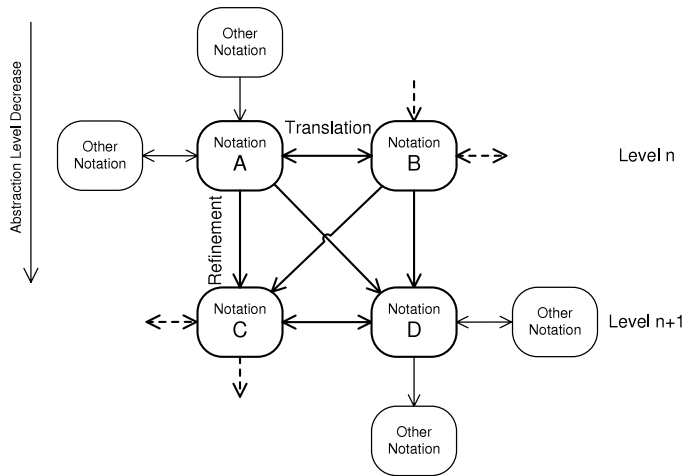 Other
Notation
Abstraction Level Decrease
Other
Notation
Notation
A
Translation
Notation
B
Level n
Refinement
Notation
C
Notation
D
Other
Notation
Level n+1
Other
Notation